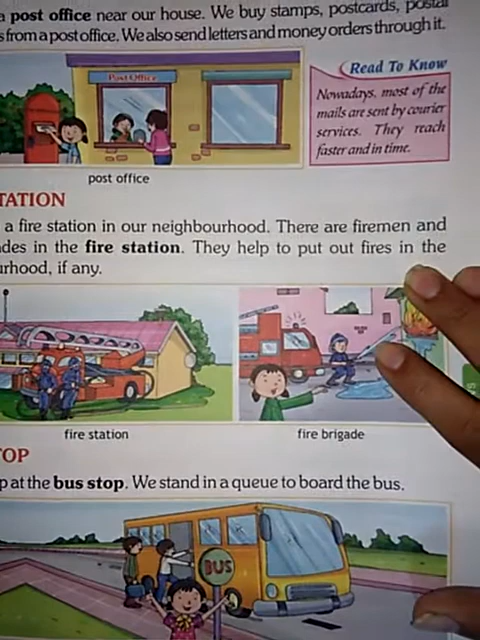 a post office near our house. We buy stamps, postcards, postal
s from a post office. We also send letters and money orders through it.
Post Office
Read To Know
Nowadays, most of the
mails are sent by courier
services. They reach
faster and in time.
post office
TATION
a fire station in our neighbourhood. There are firemen and
ades in the fire station. They help to put out fires in the
urhood, if any.
fire station
fire brigade
OP
p at the bus stop. We stand in a queue to board the bus.
BUS